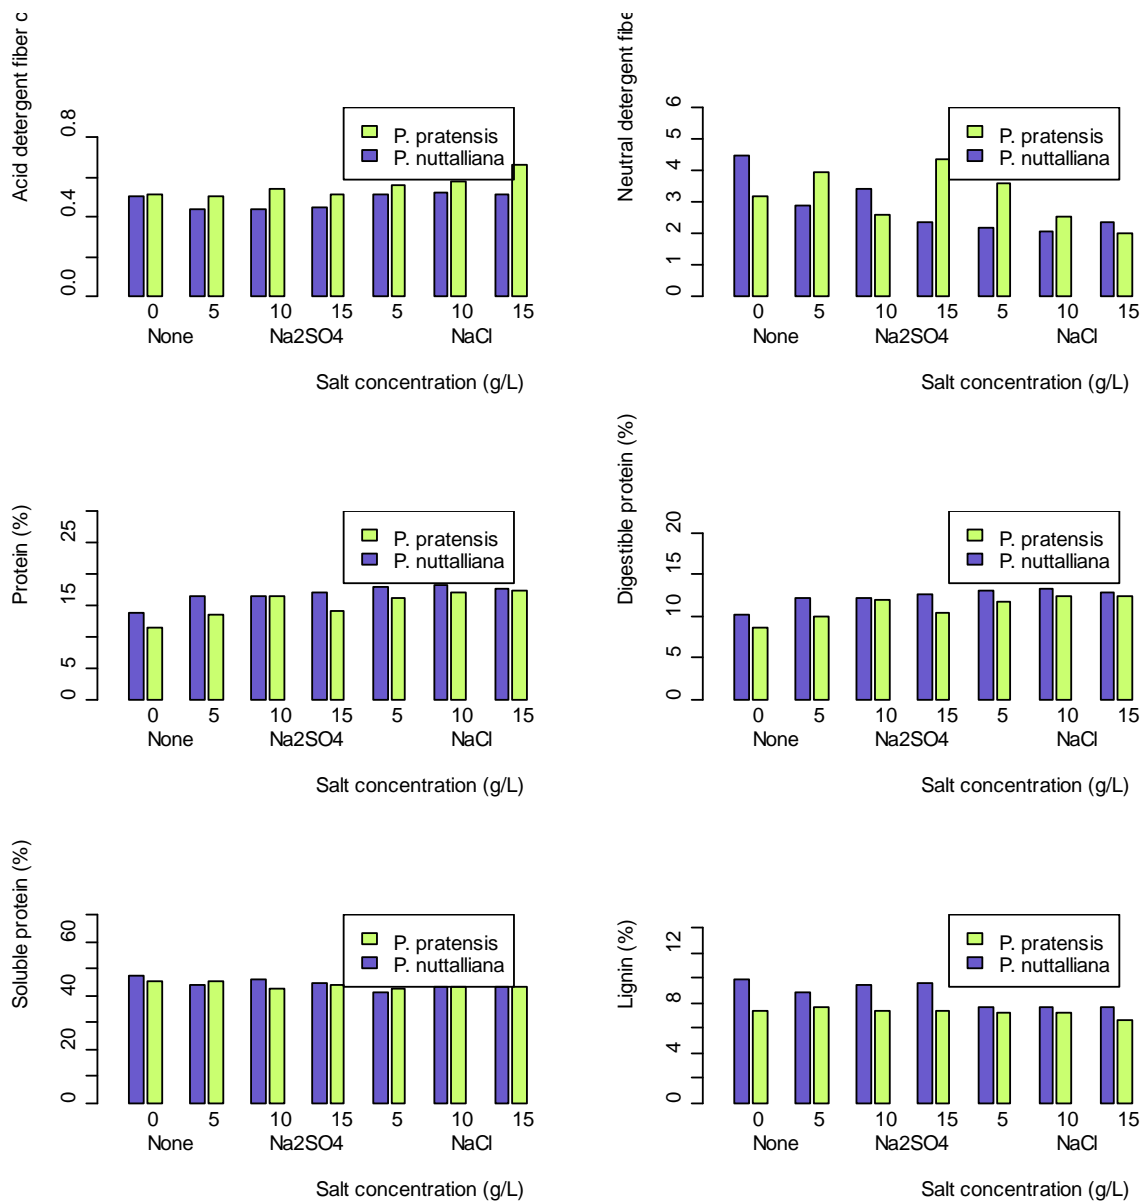 Acid detergent fiber c
0.0 0.4 0.8
P. pratensis
P. nuttalliana
0 5 10 15 5 10 15
None Na2SO4 NaCl
Salt concentration (g/L)
Neutral detergent fibe
0 1 2 3 4 5 6
P. pratensis
P. nuttalliana
0 5 10 15 5 10 15
None Na2SO4 NaCl
Salt concentration (g/L)
Protein (%)
0 5 15 25
P. pratensis
P. nuttalliana
0 5 10 15 5 10 15
None Na2SO4 NaCl
Salt concentration (g/L)
Digestible protein (%)
0 5 10 15 20
P. pratensis
P. nuttalliana
0 5 10 15 5 10 15
None Na2SO4 NaCl
Salt concentration (g/L)
Soluble protein (%)
0 20 40 60
P. pratensis
P. nuttalliana
0 5 10 15 5 10 15
None Na2SO4 NaCl
Salt concentration (g/L)
Lignin (%)
0 4 8 12
P. pratensis
P. nuttalliana
0 5 10 15 5 10 15
None Na2SO4 NaCl
Salt concentration (g/L)